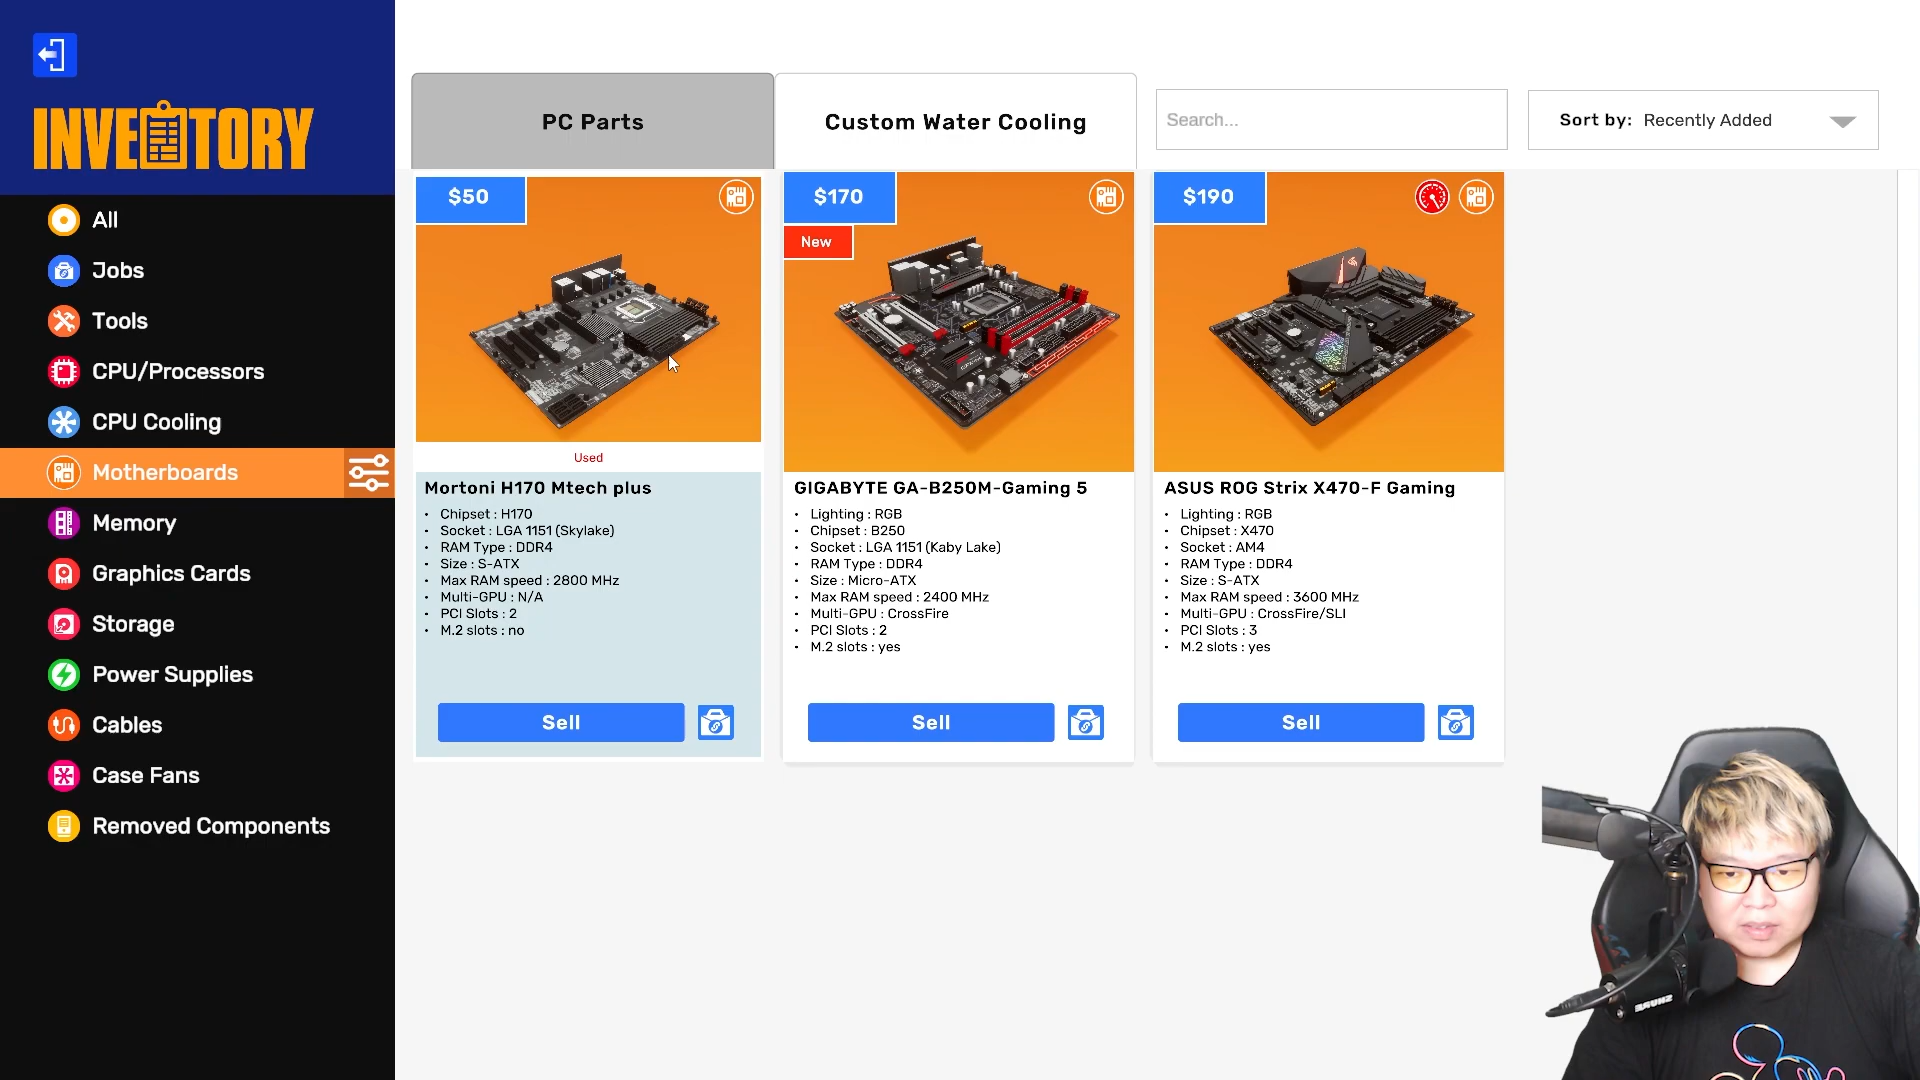 INVENTORY
All
Jobs
Tools
CPU/Processors
CPU Cooling
Motherboards
Memory
Graphics Cards
Storage
Power Supplies
Cables
Case Fans
Removed Components
PC Parts
Custom Water Cooling
Search...
Sort by: Recently Added
$50
Used
Mortoni H170 Mtech plus
• Chipset : H170
• Socket : LGA 1151 (Skylake)
• RAM Type : DDR4
• Size : S-ATX
• Max RAM speed : 2800 MHz
• Multi-GPU : N/A
• PCI Slots : 2
• M.2 slots : no
Sell
$170
New
GIGABYTE GA-B250M-Gaming 5
• Lighting : RGB
• Chipset : B250
• Socket : LGA 1151 (Kaby Lake)
• RAM Type : DDR4
• Size : Micro-ATX
• Max RAM speed : 2400 MHz
• Multi-GPU : CrossFire
• PCI Slots : 2
• M.2 slots : yes
Sell
$190
ASUS ROG Strix X470-F Gaming
• Lighting : RGB
• Chipset : X470
• Socket : AM4
• RAM Type : DDR4
• Size : S-ATX
• Max RAM speed : 3600 MHz
• Multi-GPU : CrossFire/SLI
• PCI Slots : 3
• M.2 slots : yes
Sell
SHURE